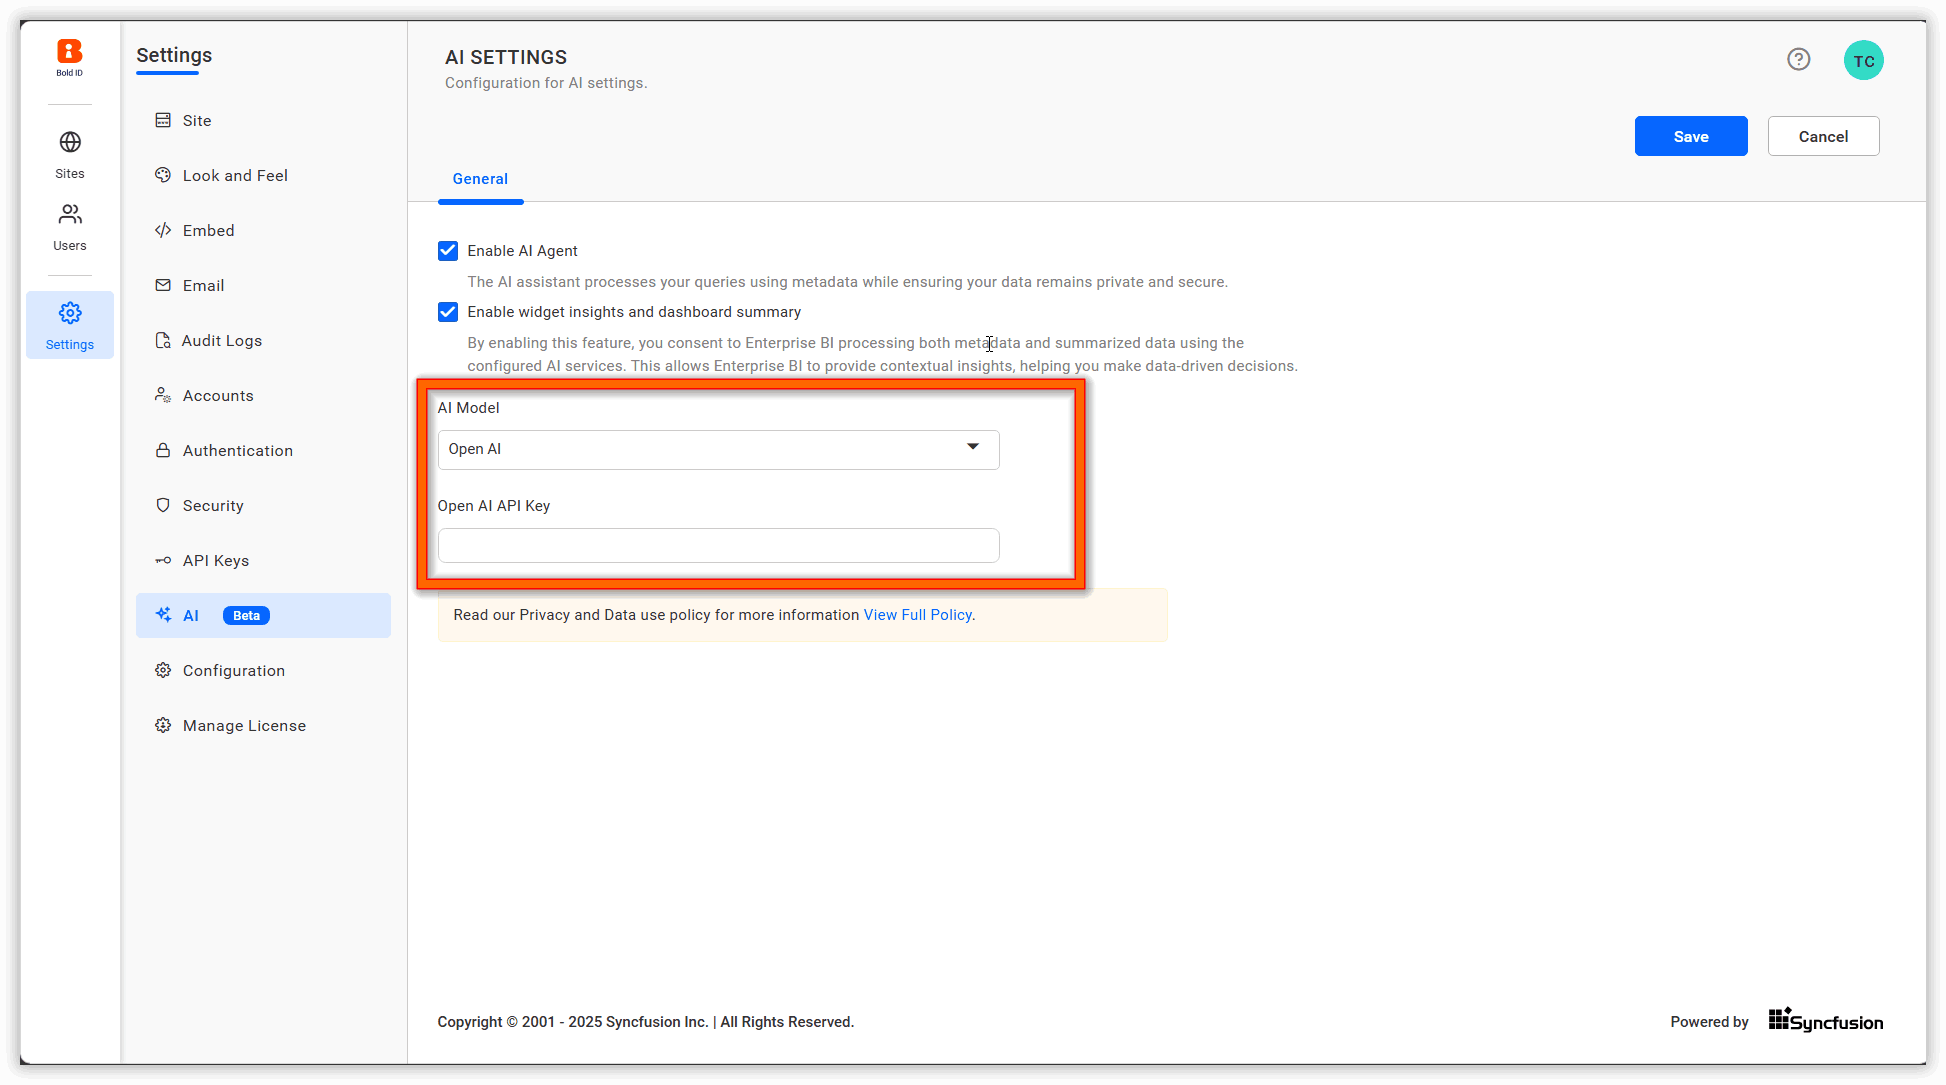 Bold ID
Sites
Users
Settings
Settings
Site
Look and Feel
Embed
Email
Audit Logs
Accounts
Authentication
Security
API Keys
AI Beta
Configuration
Manage License
AI SETTINGS
Configuration for AI settings.
TC
Save Cancel
General
Enable AI Agent
The AI assistant processes your queries using metadata while ensuring your data remains private and secure.
Enable widget insights and dashboard summary
By enabling this feature, you consent to Enterprise BI processing both metadata and summarized data using the
configured AI services. This allows Enterprise BI to provide contextual insights, helping you make data-driven decisions.
AI Model
Open AI
Open AI API Key
Read our Privacy and Data use policy for more information View Full Policy.
Copyright © 2001 - 2025 Syncfusion Inc. | All Rights Reserved.
Powered by Syncfusion